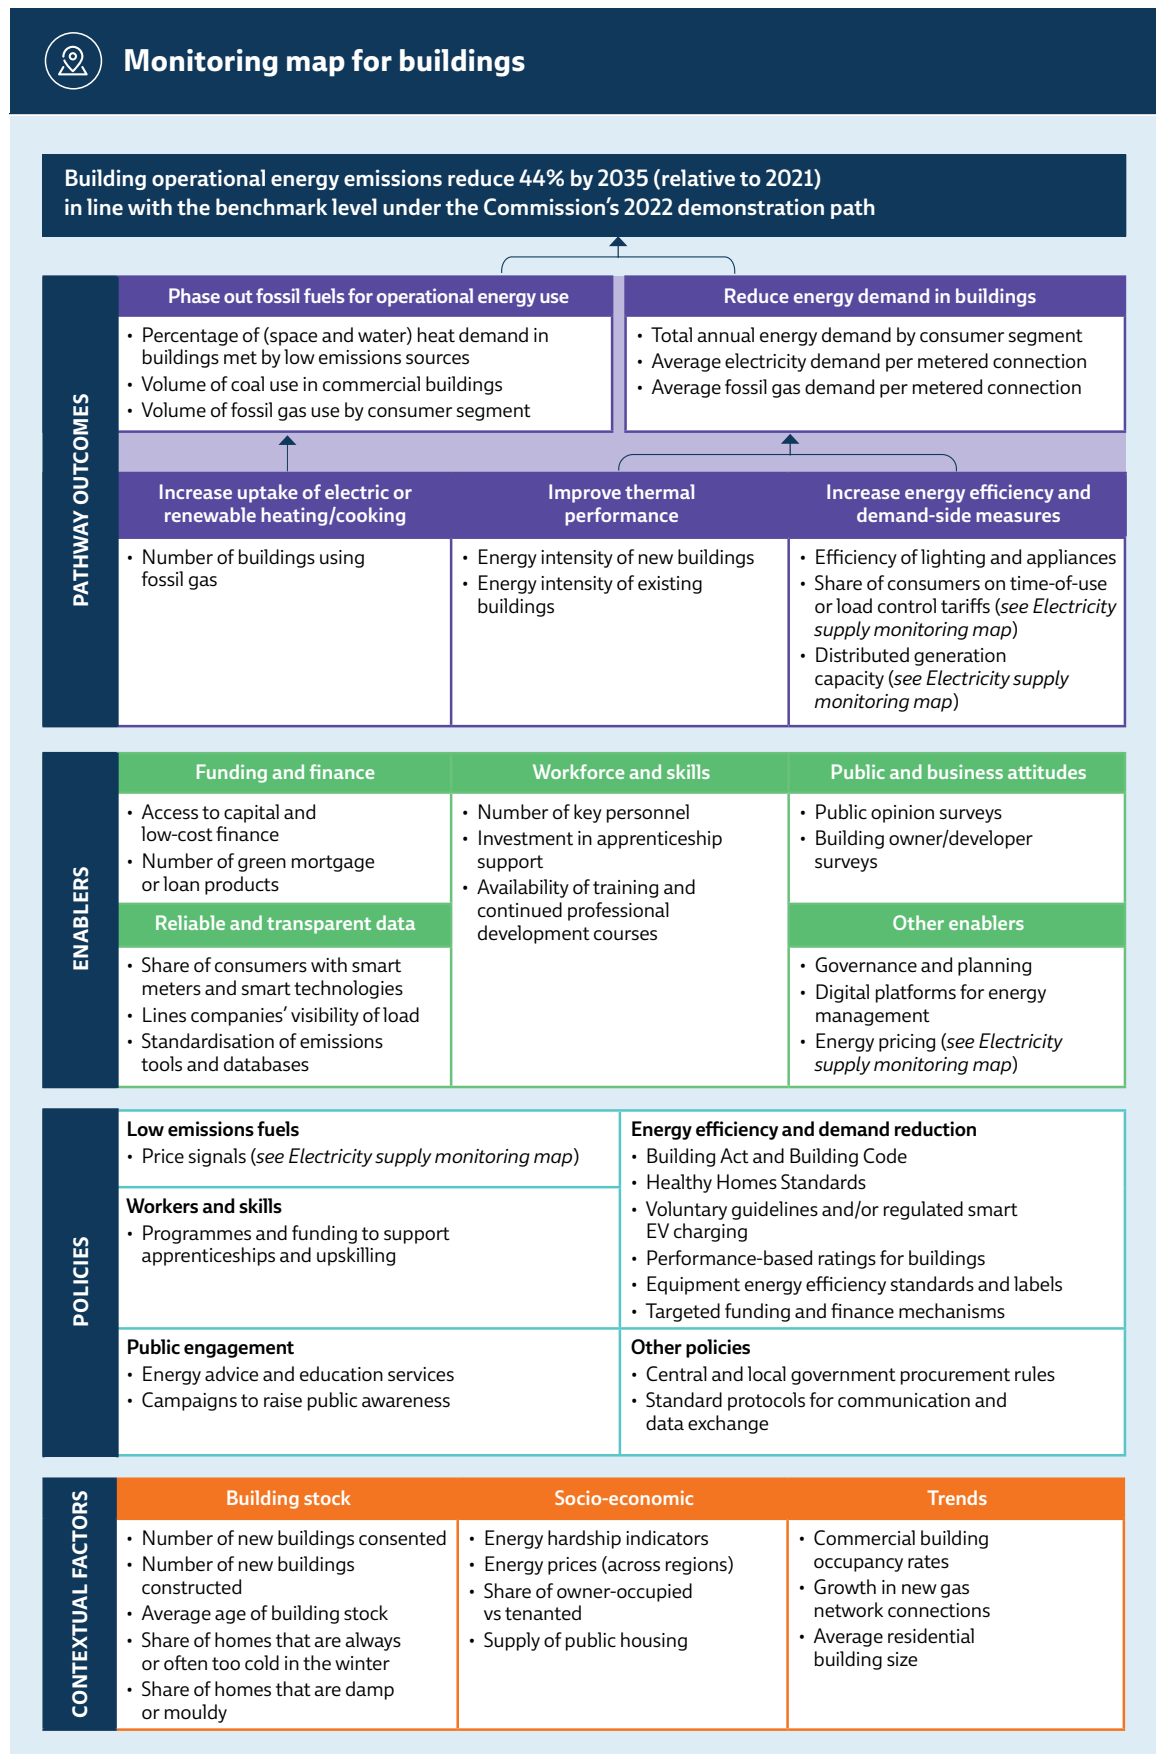 Monitoring map for buildings
Building operational energy emissions reduce 44% by 2035 (relative to 2021)
in line with the benchmark level under the Commission’s 2022 demonstration path
PATHWAY OUTCOMES
Phase out fossil fuels for operational energy use
• Percentage of (space and water) heat demand in
buildings met by low emissions sources
• Volume of coal use in commercial buildings
• Volume of fossil gas use by consumer segment
Reduce energy demand in buildings
• Total annual energy demand by consumer segment
• Average electricity demand per metered connection
• Average fossil gas demand per metered connection
Increase uptake of electric or
renewable heating/cooking
• Number of buildings using
fossil gas
Improve thermal
performance
• Energy intensity of new buildings
• Energy intensity of existing
buildings
Increase energy efficiency and
demand-side measures
• Efficiency of lighting and appliances
• Share of consumers on time-of-use
or load control tariffs (see Electricity
supply monitoring map)
• Distributed generation
capacity (see Electricity supply
monitoring map)
ENABLERS
Funding and finance
• Access to capital and
low-cost finance
• Number of green mortgage
or loan products
Reliable and transparent data
• Share of consumers with smart
meters and smart technologies
• Lines companies’ visibility of load
• Standardisation of emissions
tools and databases
Workforce and skills
• Number of key personnel
• Investment in apprenticeship
support
• Availability of training and
continued professional
development courses
Public and business attitudes
• Public opinion surveys
• Building owner/developer
surveys
Other enablers
• Governance and planning
• Digital platforms for energy
management
• Energy pricing (see Electricity
supply monitoring map)
POLICIES
Low emissions fuels
• Price signals (see Electricity supply monitoring map)
Workers and skills
• Programmes and funding to support
apprenticeships and upskilling
Public engagement
• Energy advice and education services
• Campaigns to raise public awareness
Energy efficiency and demand reduction
• Building Act and Building Code
• Healthy Homes Standards
• Voluntary guidelines and/or regulated smart
EV charging
• Performance-based ratings for buildings
• Equipment energy efficiency standards and labels
• Targeted funding and finance mechanisms
Other policies
• Central and local government procurement rules
• Standard protocols for communication and
data exchange
CONTEXTUAL FACTORS
Building stock
• Number of new buildings consented
• Number of new buildings
constructed
• Average age of building stock
• Share of homes that are always
or often too cold in the winter
• Share of homes that are damp
or mouldy
Socio-economic
• Energy hardship indicators
• Energy prices (across regions)
• Share of owner-occupied
vs tenanted
• Supply of public housing
Trends
• Commercial building
occupancy rates
• Growth in new gas
network connections
• Average residential
building size